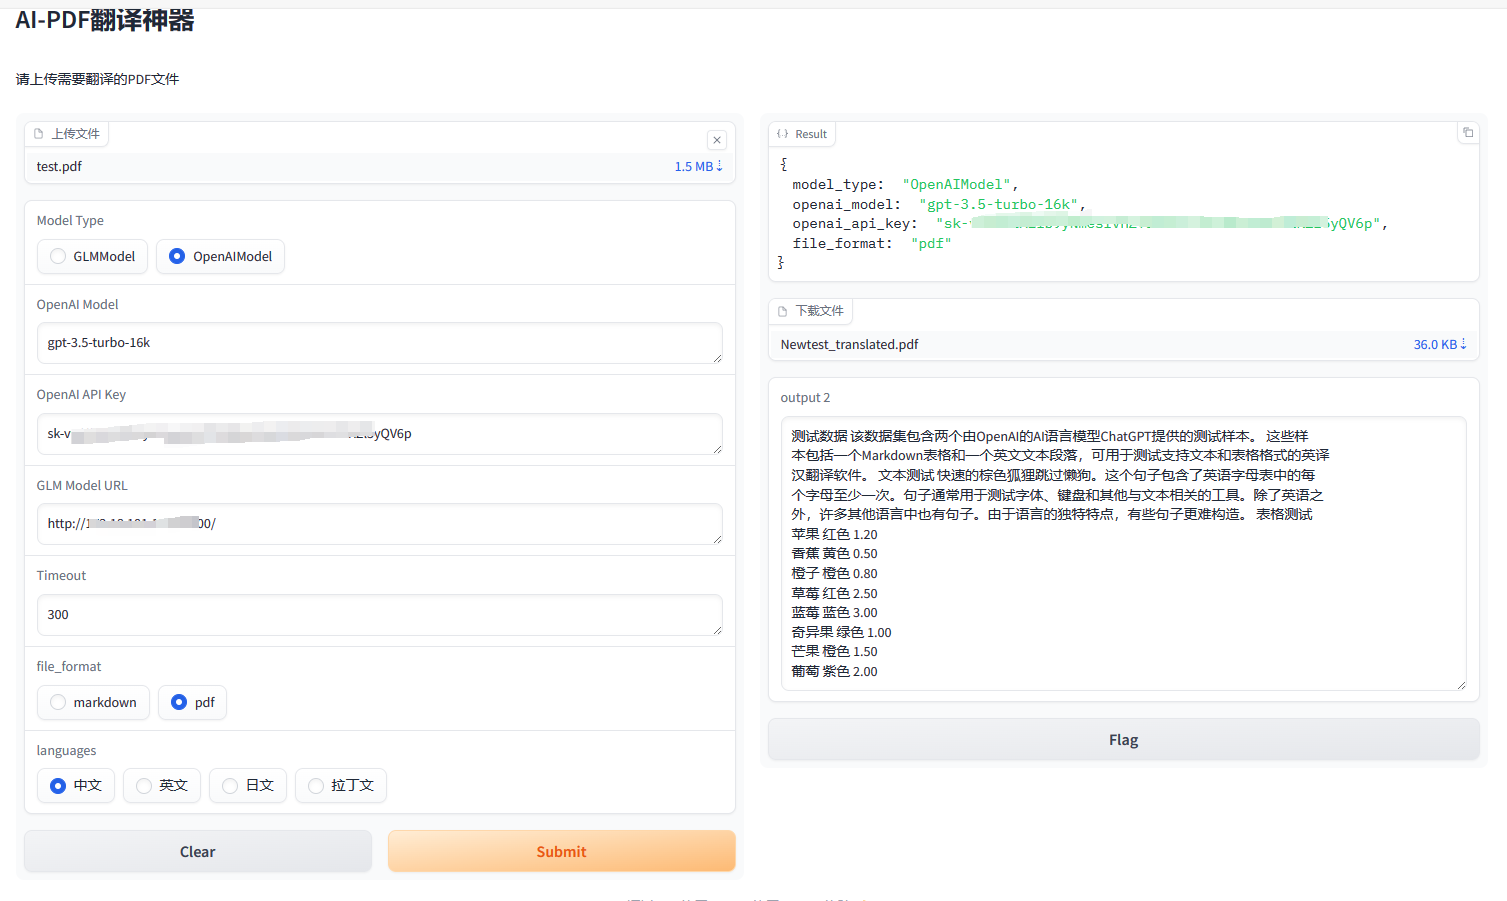 AI-PDF翻译神器
请上传需要翻译的PDF文件
上传文件
test.pdf
1.5 MB⇣
Model Type
GLMModel
OpenAIModel
OpenAI Model
gpt-3.5-turbo-16k
OpenAI API Key
sk-v
yQV6p
GLM Model URL
http://
00/
Timeout
300
file_format
markdown
pdf
languages
中文
英文
日文
拉丁文
Clear
Submit
Result
{
model_type: "OpenAIModel",
openai_model: "gpt-3.5-turbo-16k",
openai_api_key: "sk-
yQV6p",
file_format: "pdf"
}
下载文件
Newtest_translated.pdf
36.0 KB⇣
output 2
测试数据 该数据集包含两个由OpenAI的AI语言模型ChatGPT提供的测试样本。 这些样
本包括一个Markdown表格和一个英文文本段落，可用于测试支持文本和表格格式的英译
汉翻译软件。 文本测试 快速的棕色狐狸跳过懒狗。这个句子包含了英语字母表中的每
个字母至少一次。句子通常用于测试字体、键盘和其他与文本相关的工具。除了英语之
外，许多其他语言中也有句子。由于语言的独特特点，有些句子更难构造。 表格测试
苹果 红色 1.20
香蕉 黄色 0.50
橙子 橙色 0.80
草莓 红色 2.50
蓝莓 蓝色 3.00
奇异果 绿色 1.00
芒果 橙色 1.50
葡萄 紫色 2.00
Flag